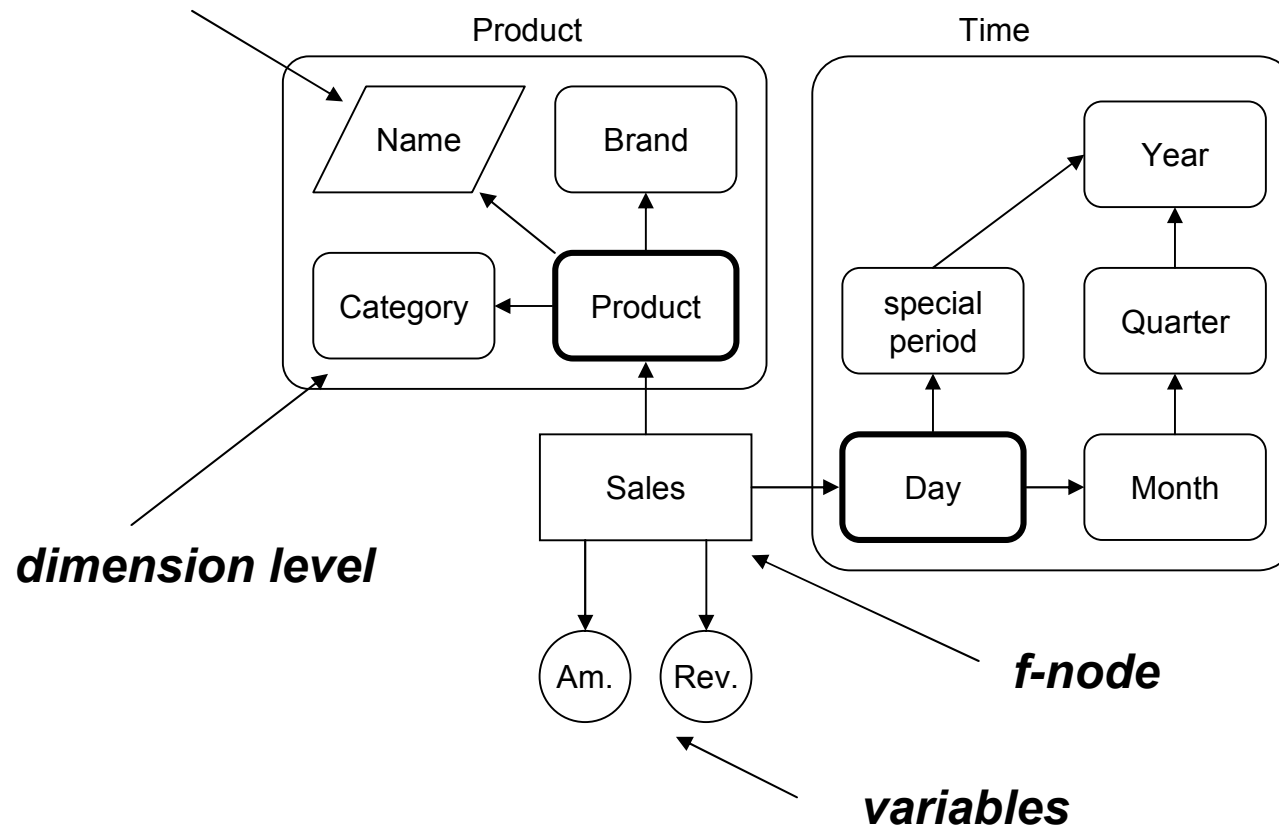 Product
Time
Name
Brand
Year
Category
Product
special
period
Quarter
Sales
Day
Month
dimension level
Am.
Rev.
f-node
variables